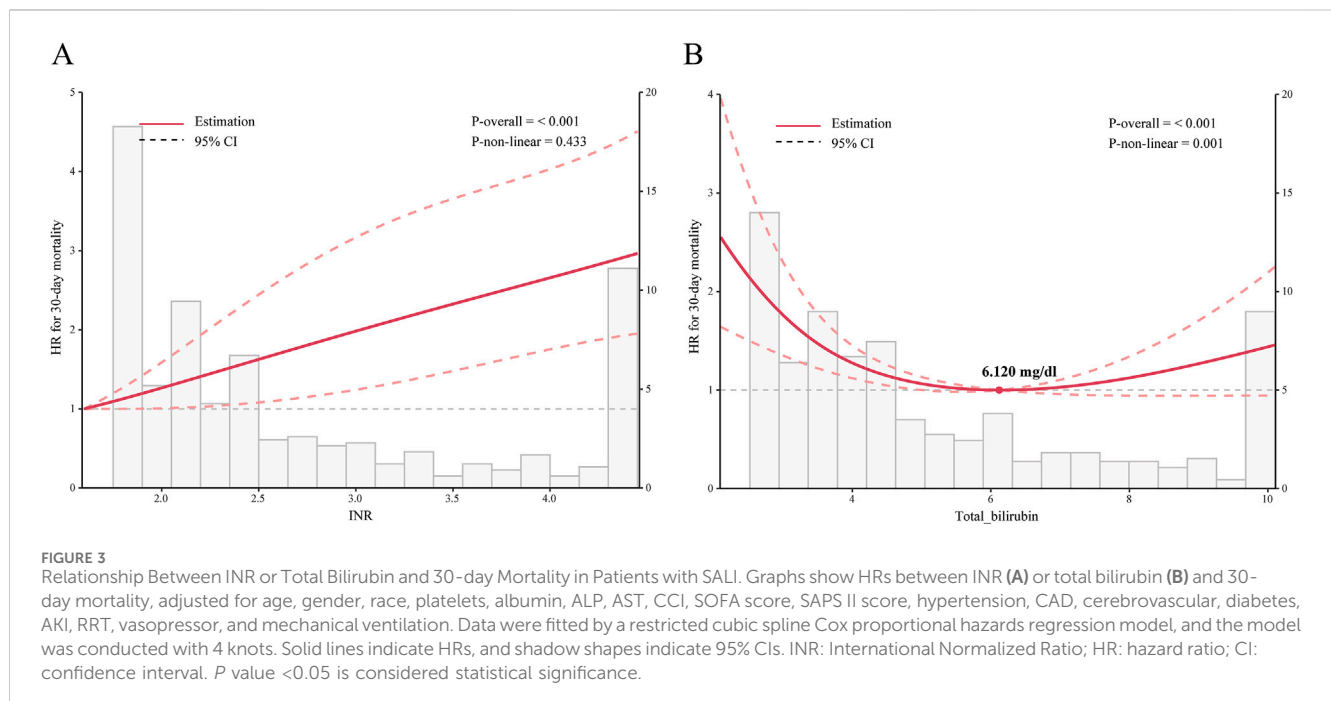 A
Estimation
95% CI
P-overall = < 0.001
P-non-linear = 0.433
HR for 30-day mortality
5
4
3
2
1
0
20
15
10
5
0
2.0 2.5 3.0 3.5 4.0
INR
B
Estimation
95% CI
P-overall = < 0.001
P-non-linear = 0.001
6.120 mg/dl
HR for 30-day mortality
4
3
2
1
0
20
15
10
5
0
4 6 8 10
Total_bilirubin
FIGURE 3
Relationship Between INR or Total Bilirubin and 30-day Mortality in Patients with SALI. Graphs show HRs between INR (A) or total bilirubin (B) and 30-
day mortality, adjusted for age, gender, race, platelets, albumin, ALP, AST, CCI, SOFA score, SAPS II score, hypertension, CAD, cerebrovascular, diabetes,
AKI, RRT, vasopressor, and mechanical ventilation. Data were fitted by a restricted cubic spline Cox proportional hazards regression model, and the model
was conducted with 4 knots. Solid lines indicate HRs, and shadow shapes indicate 95% CIs. INR: International Normalized Ratio; HR: hazard ratio; CI:
confidence interval. P value <0.05 is considered statistical significance.